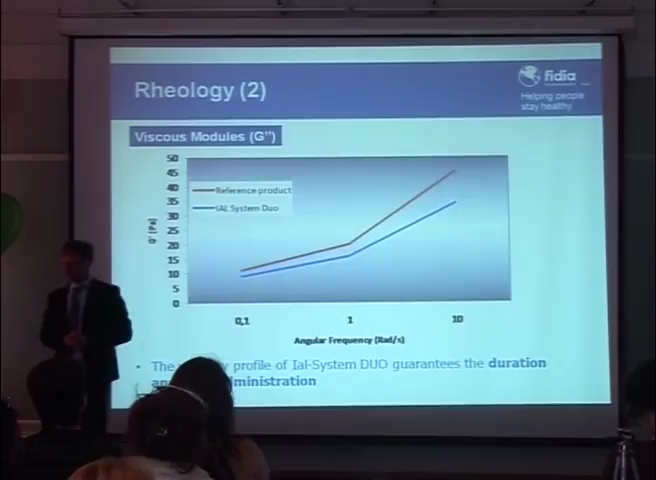 Rheology (2)
fidia
Helping people
stay healthy
Viscous Modules (G")
50
45
40
35
30
25
20
15
10
5
0
G' (Pa)
Reference product
IAL System Duo
0,1
1
10
Angular Frequency (Rad/s)
• The profile of Ial-System DUO guarantees the duration